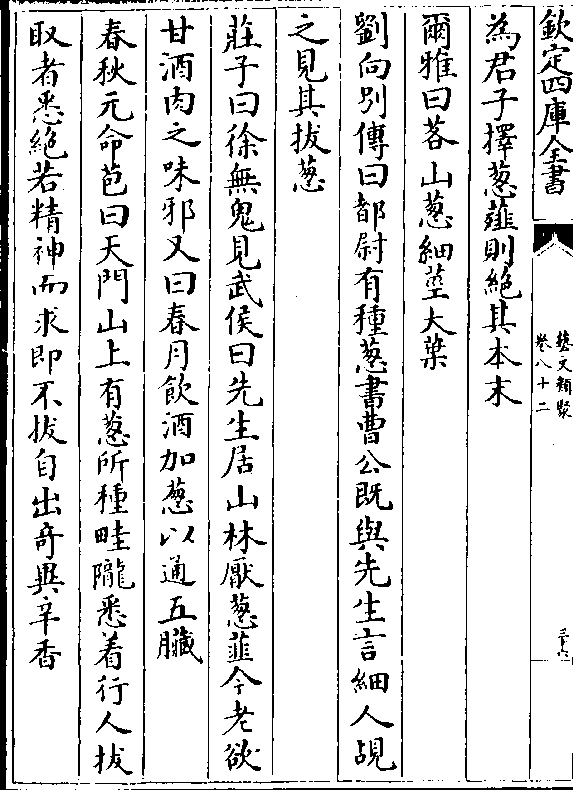 欽定四庫全書
藝文類聚
卷八十二
三十六
為君子擇葱薤則絶其本末
爾雅曰茖山葱細莖大葉
劉向别傳曰都尉有種葱書曹公既與先生言細人覘
之見其拔葱
莊子曰徐無鬼見武侯曰先生居山林厭葱韮今老欲
甘酒肉之味邪又曰春月飲酒加葱以通五臟
春秋元命苞曰天門山上有葱所種畦隴悉着行人拔
取者悉絶若精神而求即不拔自出奇異辛香